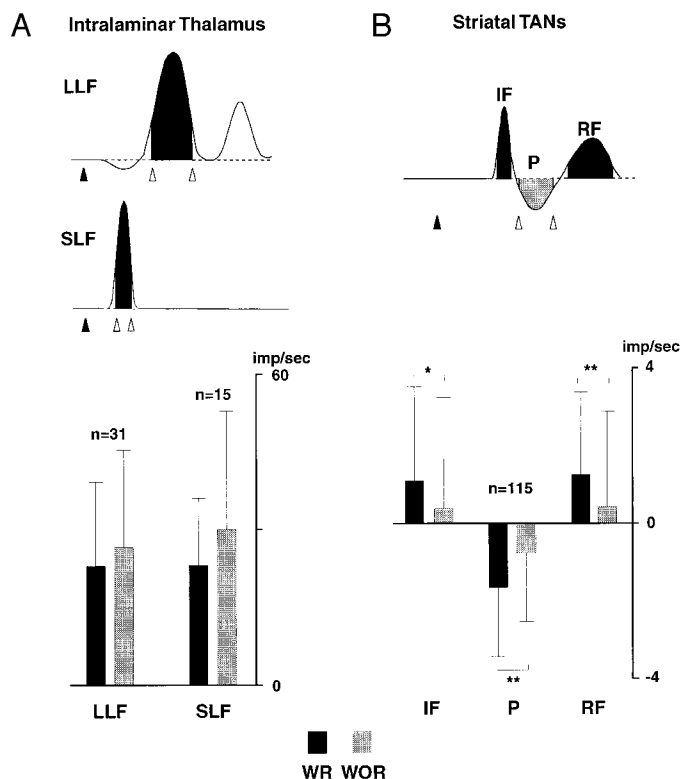 A
Intralaminar Thalamus
LLF
SLF
imp/sec
60
n=15
n=31
0
LLF SLF
B
Striatal TANs
IF
RF
P
imp/sec
4
*
**
n=115
0
**
-4
IF P RF
WR WOR